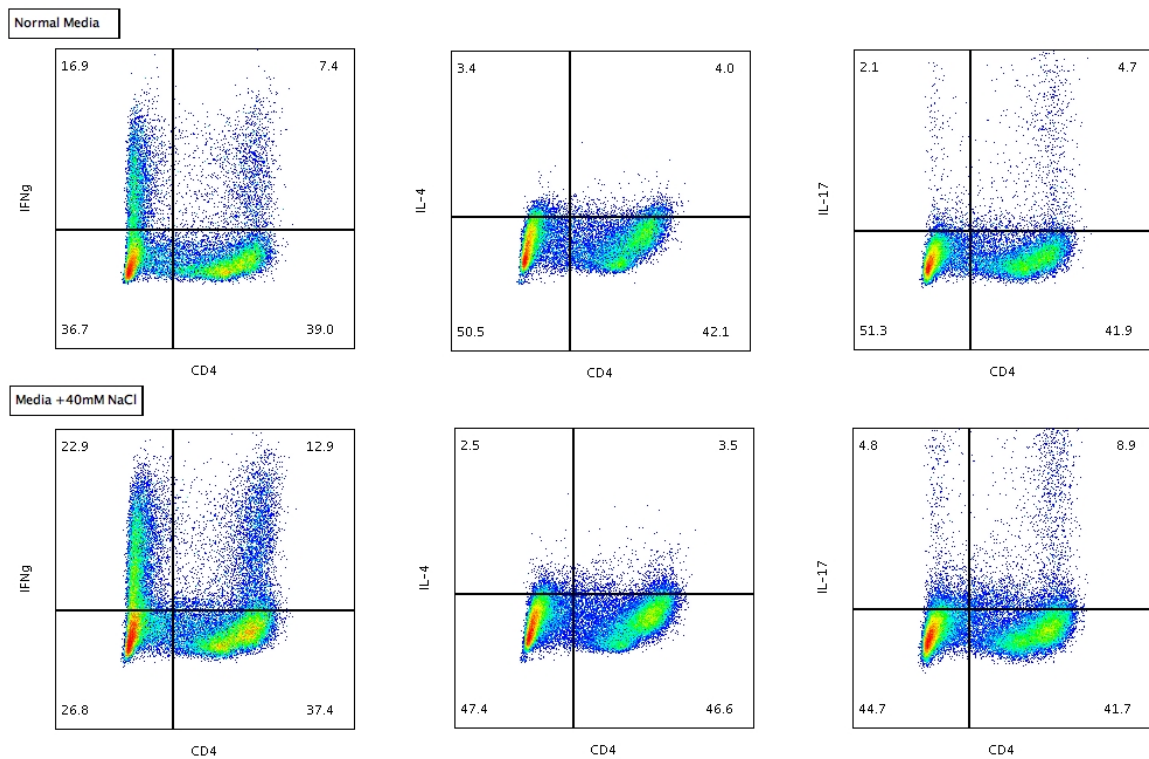 Normal Media
16.9 7.4
IFNg
36.7 39.0
CD4
3.4 4.0
IL-4
50.5 42.1
CD4
2.1 4.7
IL-17
51.3 41.9
CD4
Media +40mM NaCl
22.9 12.9
IFNg
26.8 37.4
CD4
2.5 3.5
IL-4
47.4 46.6
CD4
4.8 8.9
IL-17
44.7 41.7
CD4